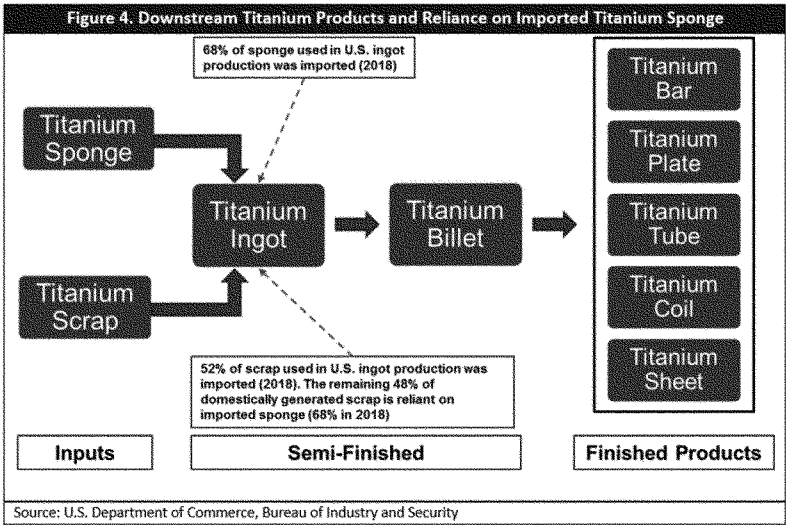 Figure 4. Downstream Titanium Products and Reliance on Imported Titanium Sponge
68% of sponge used in U.S. ingot
production was imported (2018)
Titanium
Sponge
Titanium
Scrap
Titanium
Ingot
Titanium
Billet
Titanium
Bar
Titanium
Plate
Titanium
Tube
Titanium
Coil
Titanium
Sheet
52% of scrap used in U.S. ingot production was
imported (2018). The remaining 48% of
domestically generated scrap is reliant on
imported sponge (68% in 2018)
Inputs
Semi-Finished
Finished Products
Source: U.S. Department of Commerce, Bureau of Industry and Security